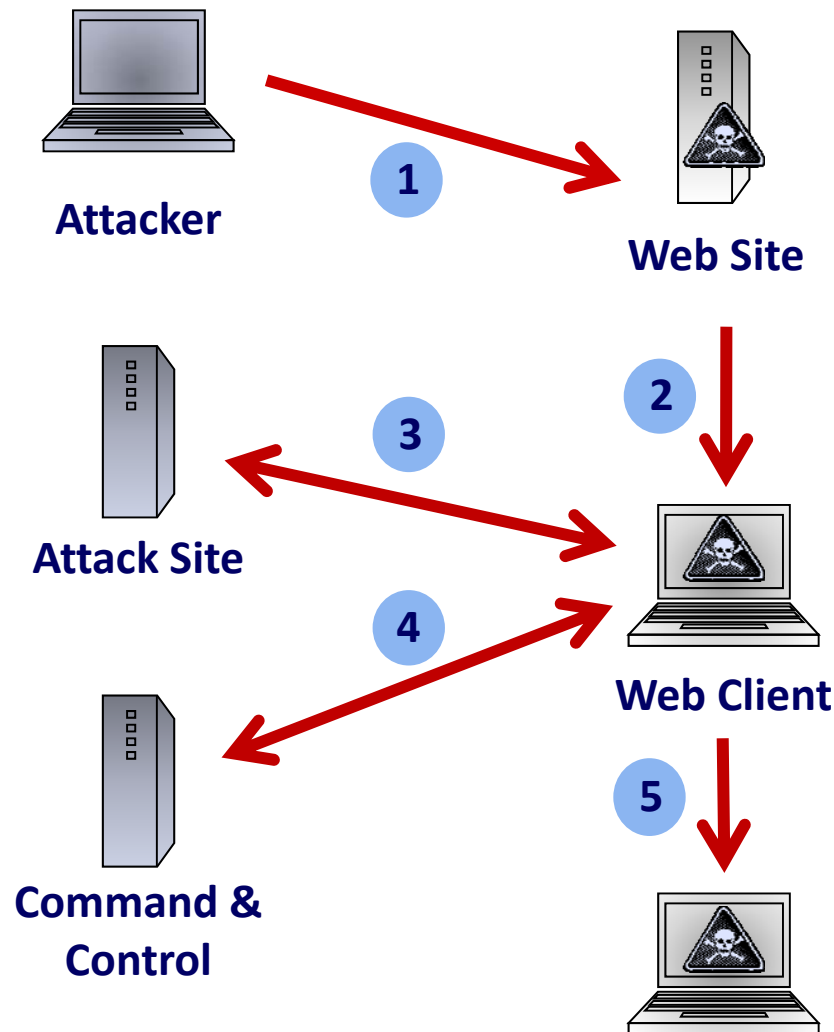 1
Attacker
Web Site
2
3
Attack Site
4
Web Client
5
Command &
Control